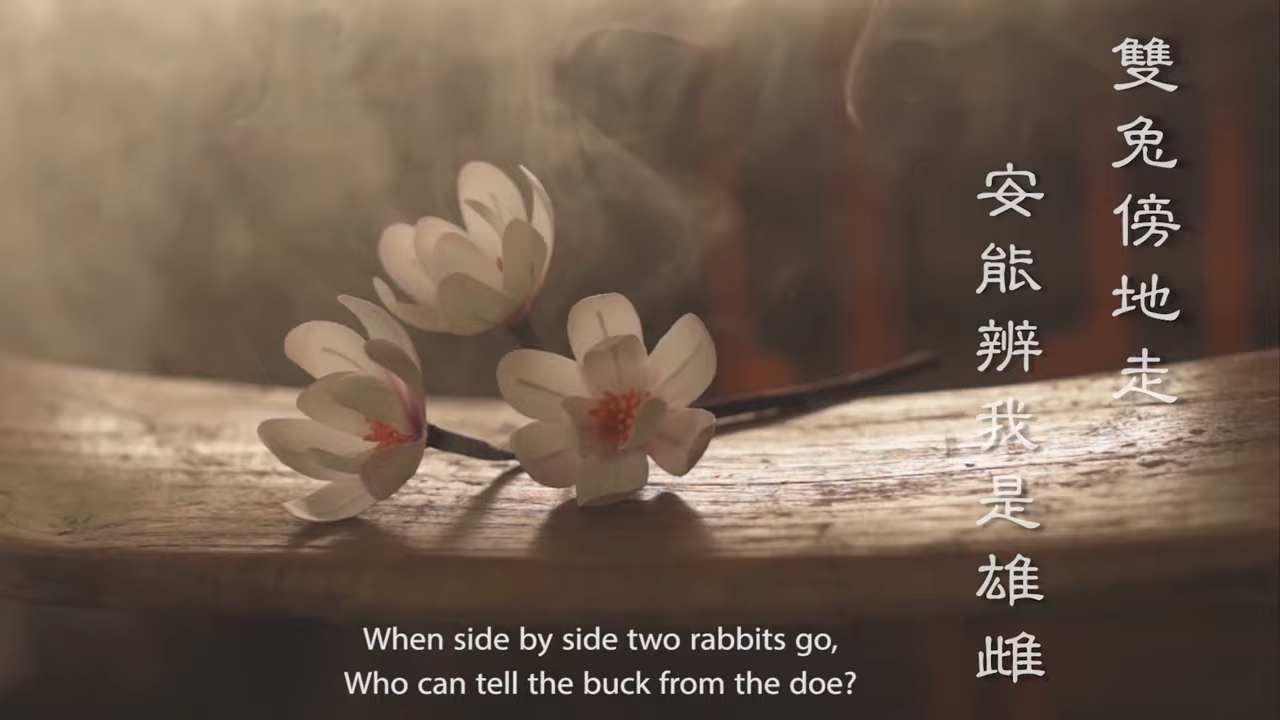 雙兔傍地走
安能辨我是雄雌
When side by side two rabbits go,
Who can tell the buck from the doe?